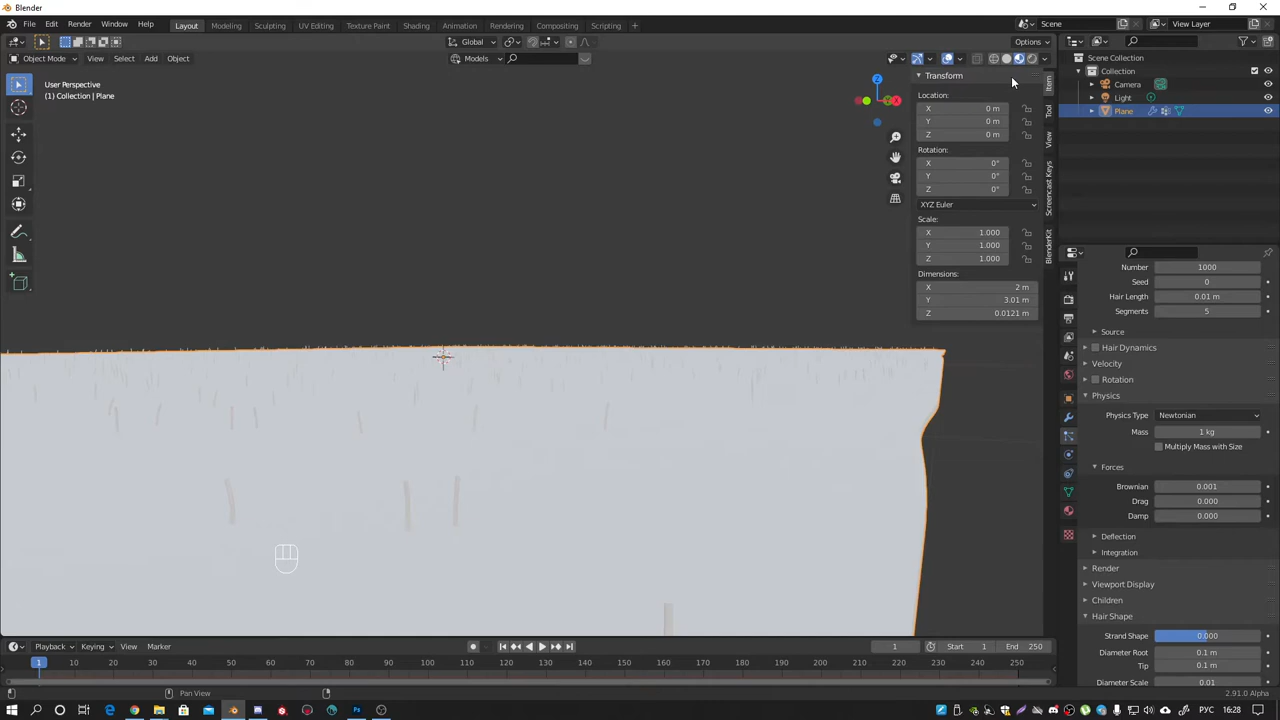 Blender
File Edit Render Window Help Layout Modeling Sculpting UV Editing Texture Paint Shading Animation Rendering Compositing Scripting + Scene View Layer
Global Options
Object Mode View Select Add Object Models
User Perspective
(1) Collection | Plane
Transform
Location:
X 0 m
Y 0 m
Z 0 m
Rotation:
X 0°
Y 0°
Z 0°
XYZ Euler
Scale:
X 1.000
Y 1.000
Z 1.000
Dimensions:
X 2 m
Y 3.01 m
Z 0.0121 m
Item
Tool
View
Screencast Keys
BlenderKit
Z
Y
X
Scene Collection
Collection
Camera
Light
Plane
Number 1000
Seed 0
Hair Length 0.01 m
Segments 5
Source
Hair Dynamics
Velocity
Rotation
Physics
Physics Type Newtonian
Mass 1 kg
Multiply Mass with Size
Forces
Brownian 0.001
Drag 0.000
Damp 0.000
Deflection
Integration
Render
Viewport Display
Children
Hair Shape
Strand Shape 0.000
Diameter Root 0.1 m
Tip 0.1 m
Diameter Scale 0.01
Playback Keying View Marker 1 Start 1 End 250
1 10 20 30 40 50 60 70 80 90 100 110 120 130 140 150 160 170 180 190 200 210 220 230 240 250
Pan View 2.91.0 Alpha
РУС 16:28